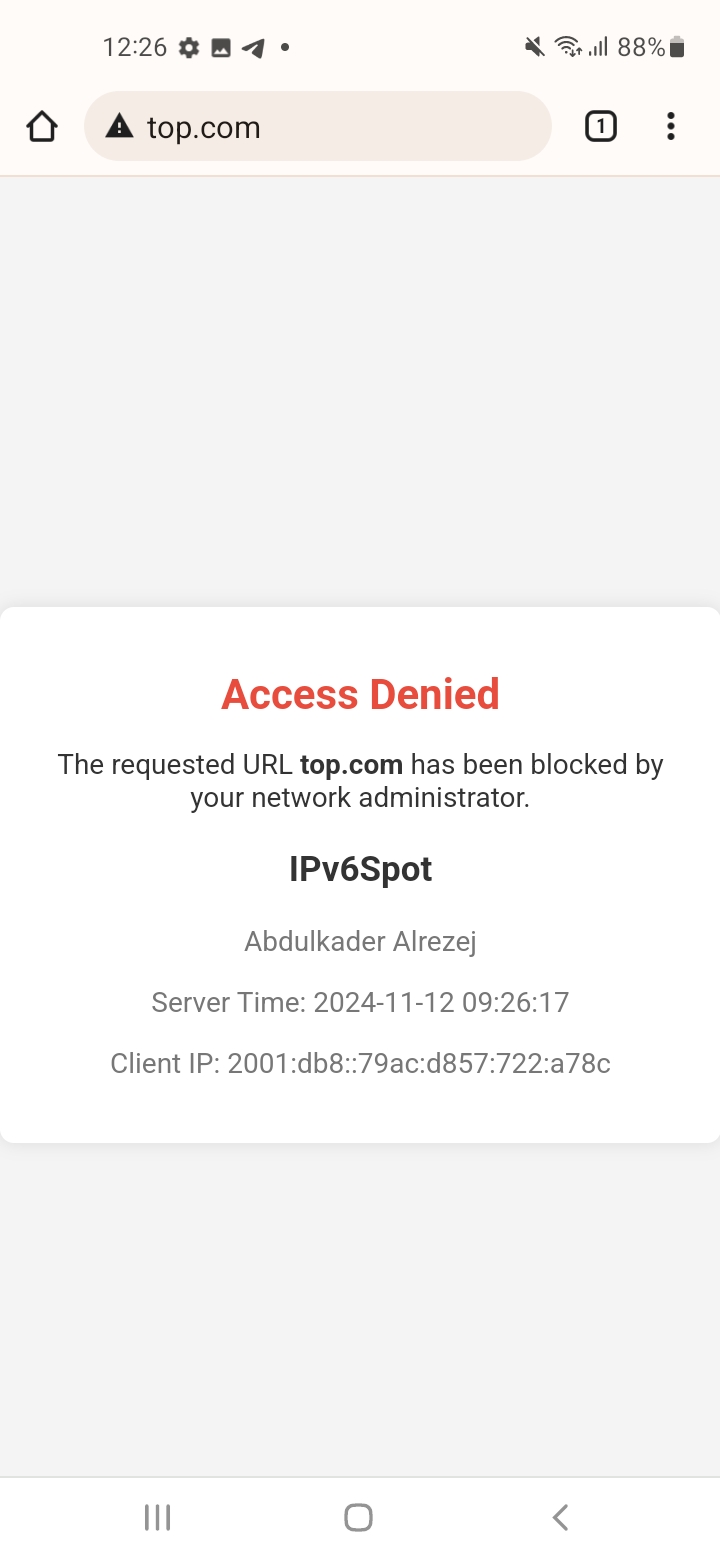 12:26
88%
top.com
1
Access Denied
The requested URL top.com has been blocked by
your network administrator.
IPv6Spot
Abdulkader Alrezej
Server Time: 2024-11-12 09:26:17
Client IP: 2001:db8::79ac:d857:722:a78c